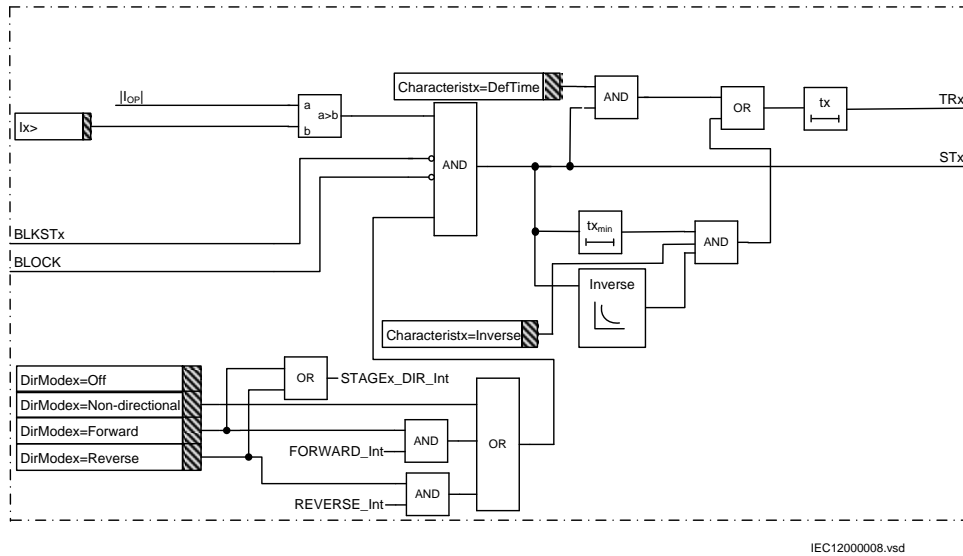 |IOP|
Characteristx=DefTime
AND
OR
tx
TRx
Ix>
a
a>b
b
AND
STx
BLKSTx
BLOCK
txmin
AND
Inverse
Characteristx=Inverse
DirModex=Off
OR
STAGEx_DIR_Int
DirModex=Non-directional
DirModex=Forward
AND
OR
FORWARD_Int
DirModex=Reverse
AND
REVERSE_Int
IEC12000008.vsd